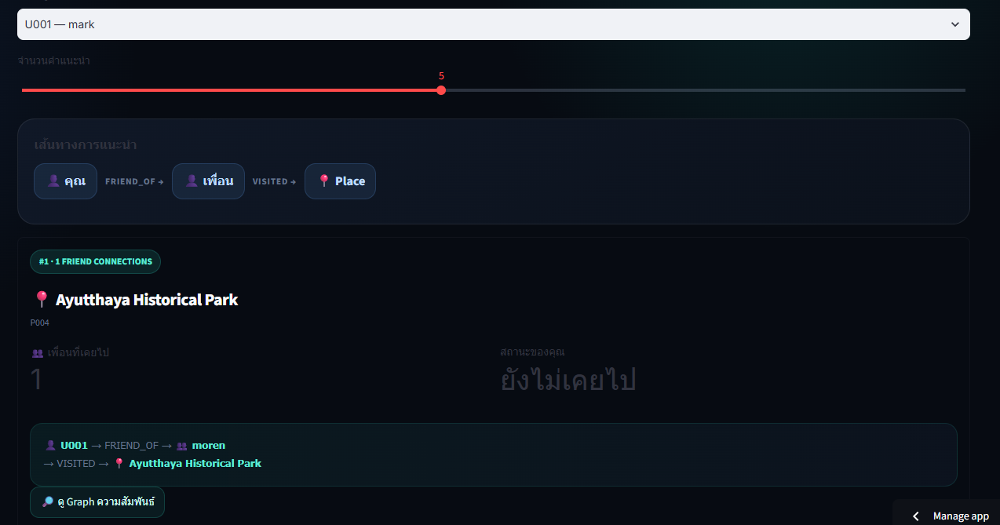 U001 — mark
จำนวนคำแนะนำ
5
เส้นทางการแนะนำ
คุณ FRIEND_OF → เพื่อน VISITED → Place
#1 · 1 FRIEND CONNECTIONS
Ayutthaya Historical Park
P004
เพื่อนที่เคยไป
1
สถานะของคุณ
ยังไม่เคยไป
U001 → FRIEND_OF → moren
→ VISITED → Ayutthaya Historical Park
ดู Graph ความสัมพันธ์
Manage app